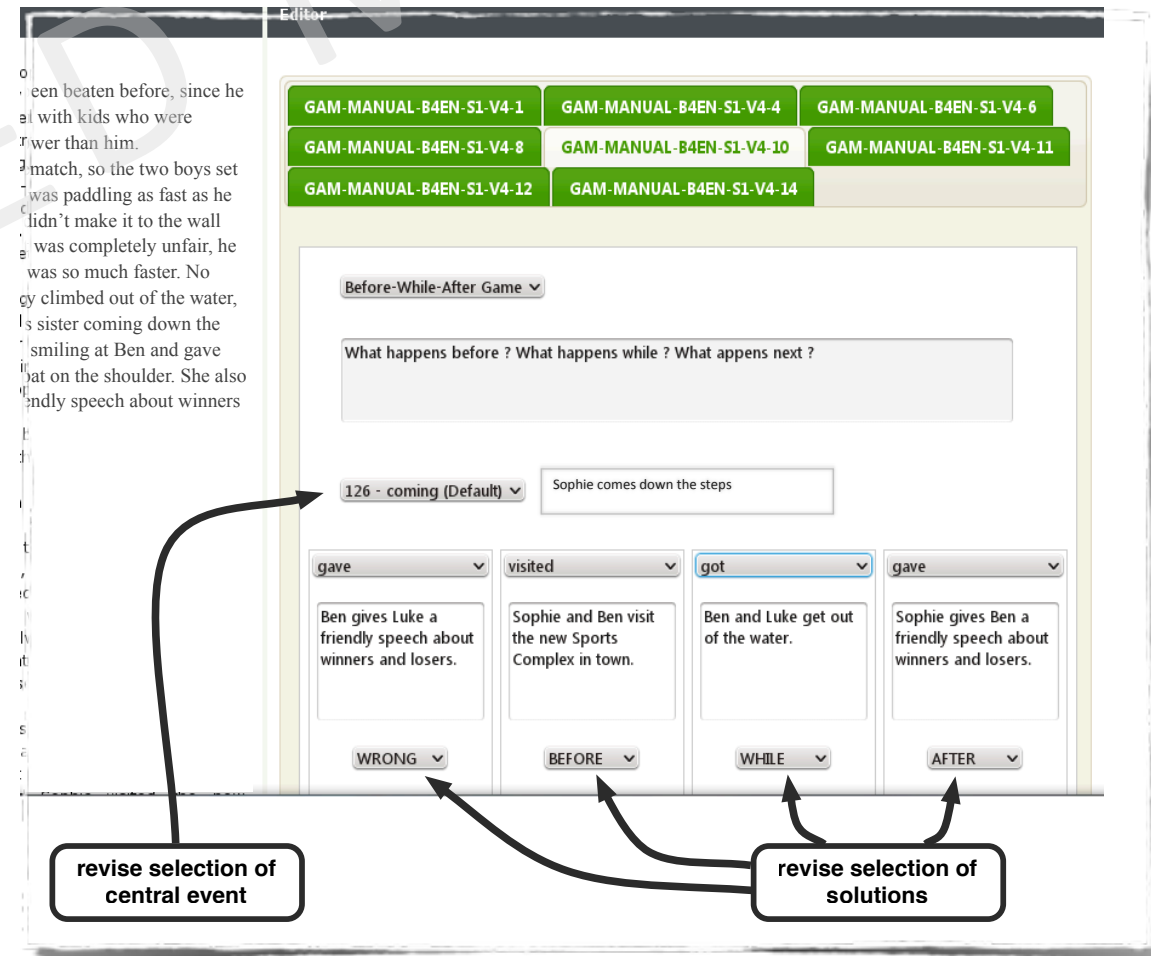 Editor
een beaten before, since he
with kids who were
wer than him.
match, so the two boys set
was paddling as fast as he
didn't make it to the wall
was completely unfair, he
was so much faster. No
y climbed out of the water,
s sister coming down the
smiling at Ben and gave
pat on the shoulder. She also
endly speech about winners
GAM-MANUAL-B4EN-S1-V4-1 GAM-MANUAL-B4EN-S1-V4-4 GAM-MANUAL-B4EN-S1-V4-6
GAM-MANUAL-B4EN-S1-V4-8 GAM-MANUAL-B4EN-S1-V4-10 GAM-MANUAL-B4EN-S1-V4-11
GAM-MANUAL-B4EN-S1-V4-12 GAM-MANUAL-B4EN-S1-V4-14
Before-While-After Game
What happens before ? What happens while ? What appens next ?
126 - coming (Default)
Sophie comes down the steps
gave
Ben gives Luke a
friendly speech about
winners and losers.
WRONG
visited
Sophie and Ben visit
the new Sports
Complex in town.
BEFORE
got
Ben and Luke get out
of the water.
WHILE
gave
Sophie gives Ben a
friendly speech about
winners and losers.
AFTER
revise selection of
central event
revise selection of
solutions